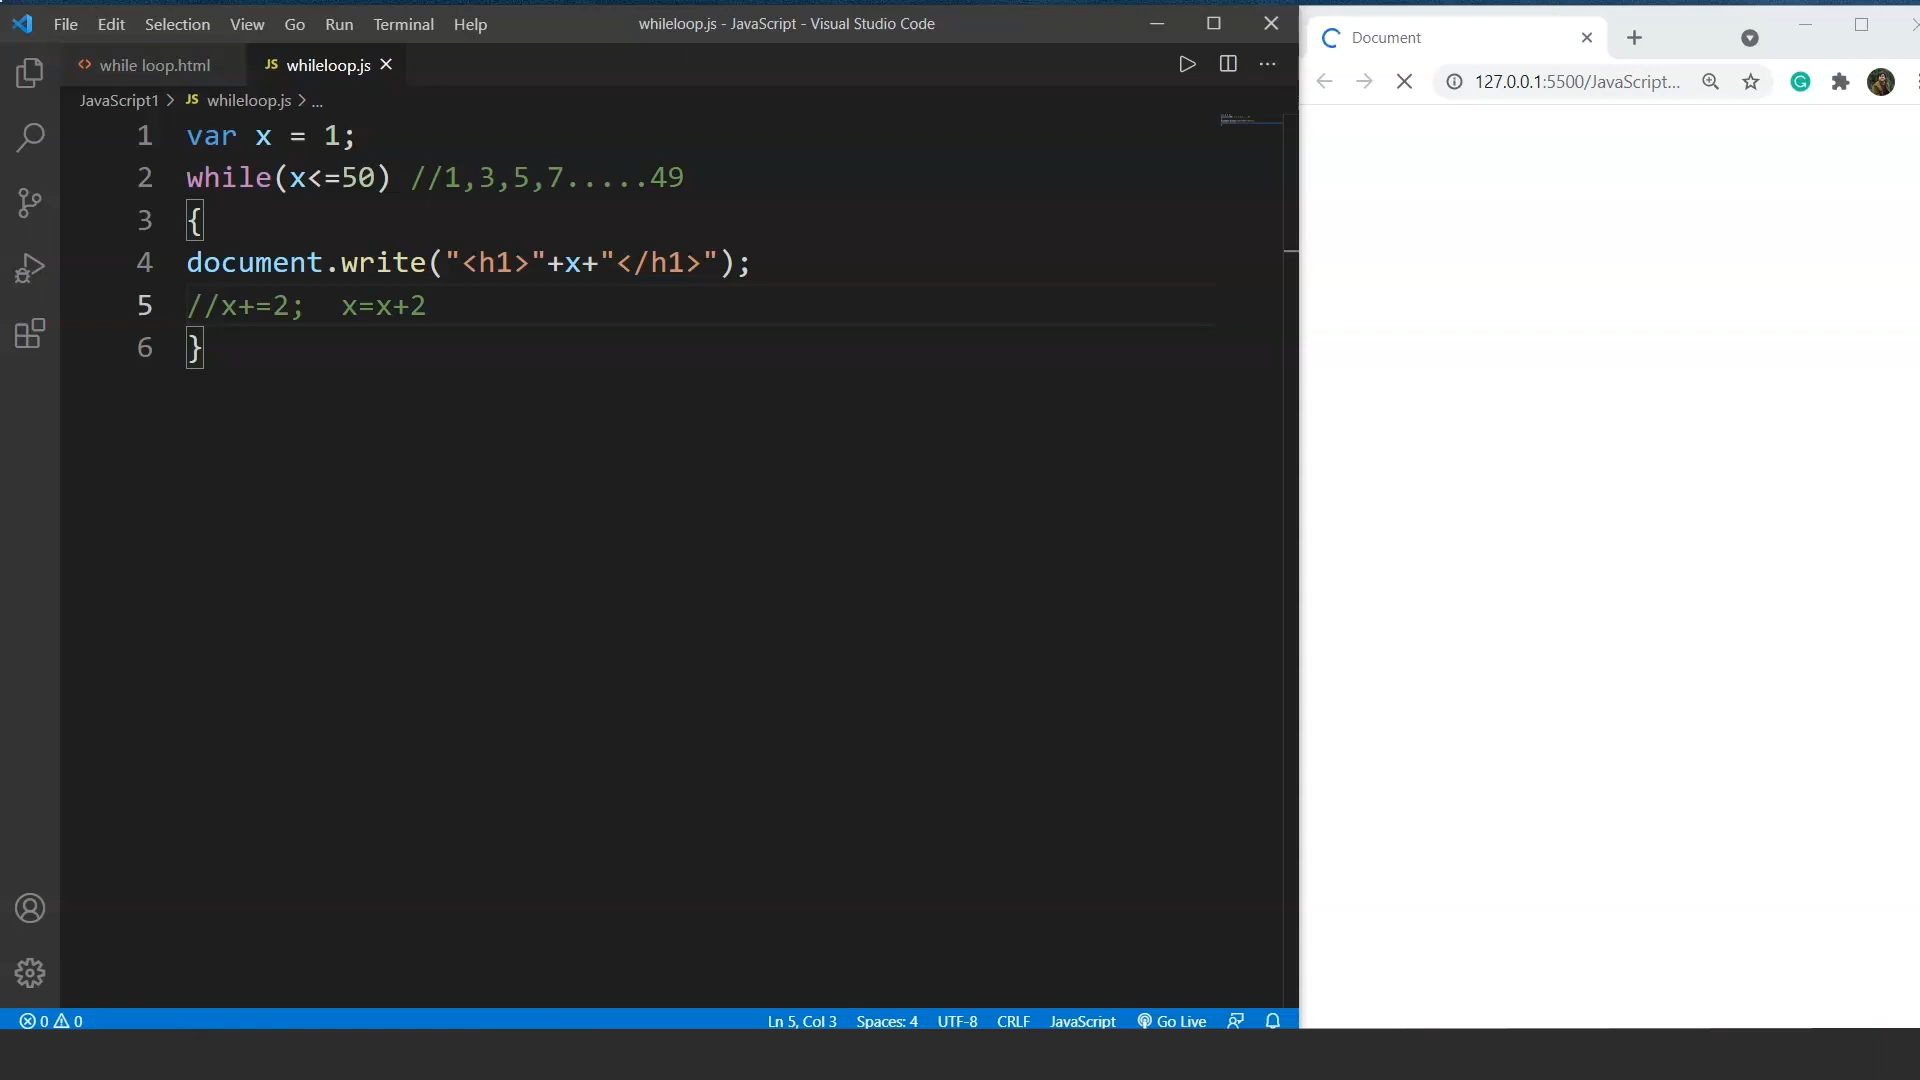 File Edit Selection View Go Run Terminal Help whileloop.js - JavaScript - Visual Studio Code
while loop.html JS whileloop.js
JavaScript1 > JS whileloop.js > ...
1 var x = 1;
2 while(x<=50) //1,3,5,7.....49
3 {
4 document.write("<h1>"+x+"</h1>");
5 //x+=2;  x=x+2
6 }
0 0 Ln 5, Col 3 Spaces: 4 UTF-8 CRLF JavaScript Go Live
Document
127.0.0.1:5500/JavaScript...
G